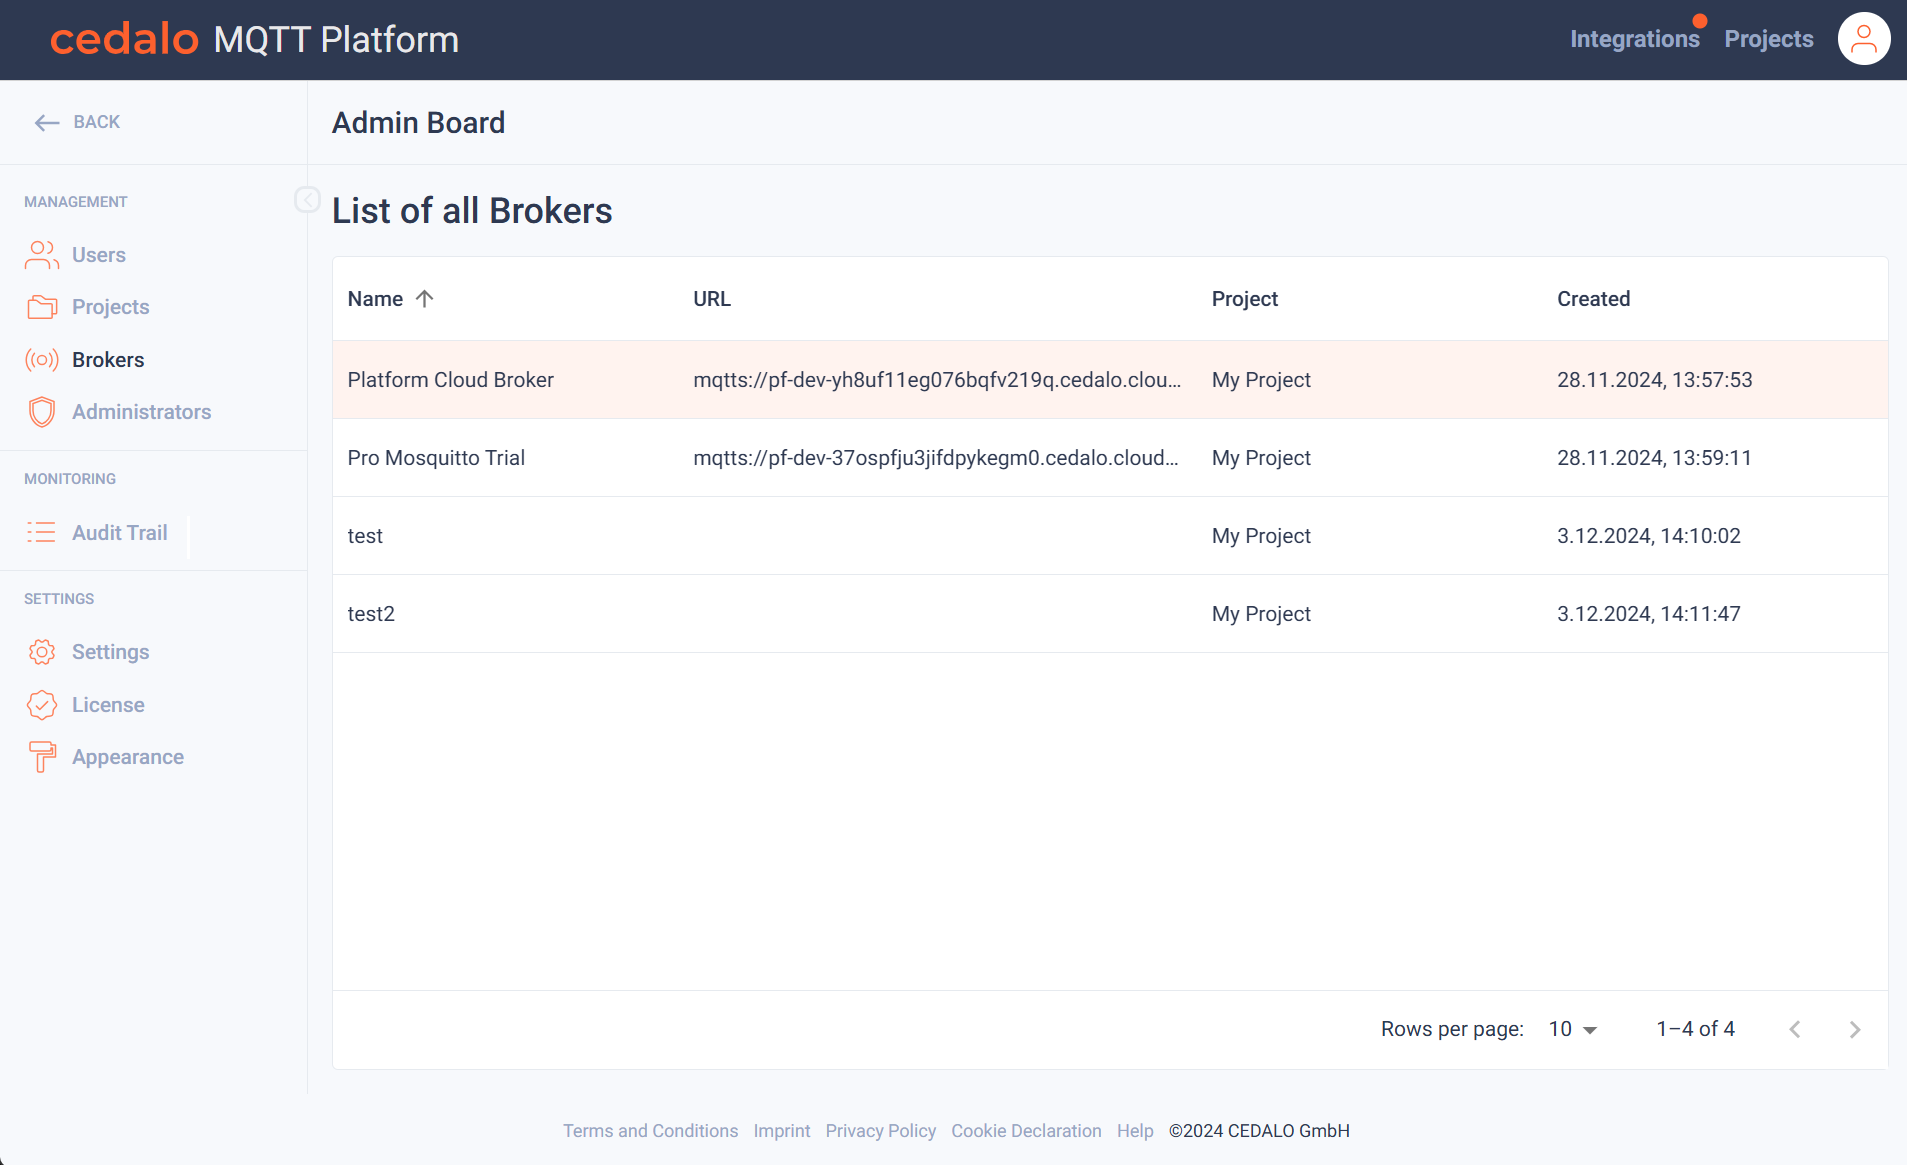 cedalo MQTT Platform
Integrations Projects
BACK
Admin Board
MANAGEMENT
Users
Projects
Brokers
Administrators
MONITORING
Audit Trail
SETTINGS
Settings
License
Appearance
List of all Brokers
Name URL Project Created
Platform Cloud Broker mqtts://pf-dev-yh8uf11eg076bqfv219q.cedalo.clou... My Project 28.11.2024, 13:57:53
Pro Mosquitto Trial mqtts://pf-dev-37ospfju3jifdpykegm0.cedalo.cloud... My Project 28.11.2024, 13:59:11
test My Project 3.12.2024, 14:10:02
test2 My Project 3.12.2024, 14:11:47
Rows per page: 10 1–4 of 4
Terms and Conditions Imprint Privacy Policy Cookie Declaration Help ©2024 CEDALO GmbH